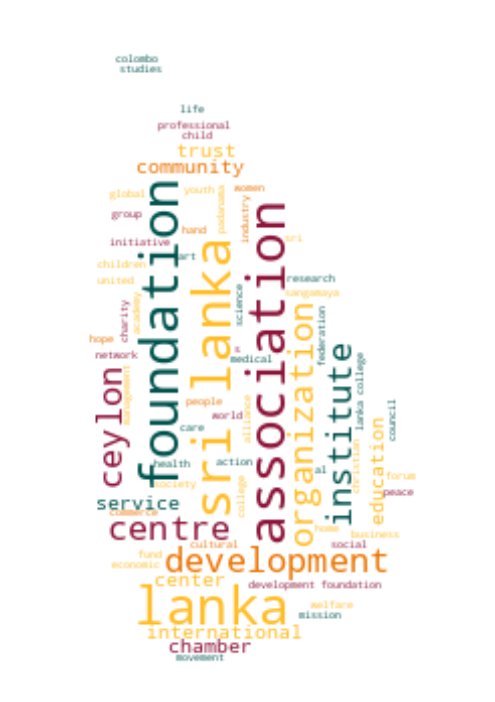 colombo
studies
life
professional
child
trust
community
global
youth
women
padanama
industry
group
hand
foundation
sri lanka
association
sri
initiative
art
children
research
united
science
sangamaya
academy
charity
organization
federation
hope
network
s
medical
institute
lanka college
ceylon
management
people
world
alliance
council
care
education
christian
health
action
al
society
college
forum
peace
service
commerce
centre
home
business
cultural
social
fund
development
economic
center
development foundation
lanka
welfare
mission
international
chamber
movement